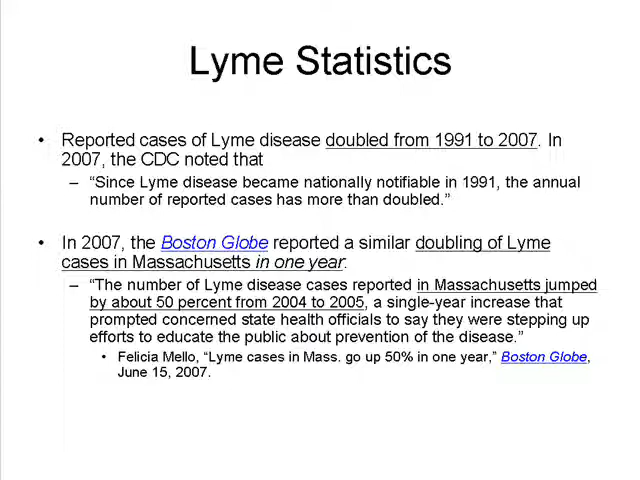 Lyme Statistics
• Reported cases of Lyme disease doubled from 1991 to 2007. In
2007, the CDC noted that
– “Since Lyme disease became nationally notifiable in 1991, the annual
number of reported cases has more than doubled.”
• In 2007, the Boston Globe reported a similar doubling of Lyme
cases in Massachusetts in one year:
– “The number of Lyme disease cases reported in Massachusetts jumped
by about 50 percent from 2004 to 2005, a single-year increase that
prompted concerned state health officials to say they were stepping up
efforts to educate the public about prevention of the disease.”
• Felicia Mello, “Lyme cases in Mass. go up 50% in one year,” Boston Globe,
June 15, 2007.